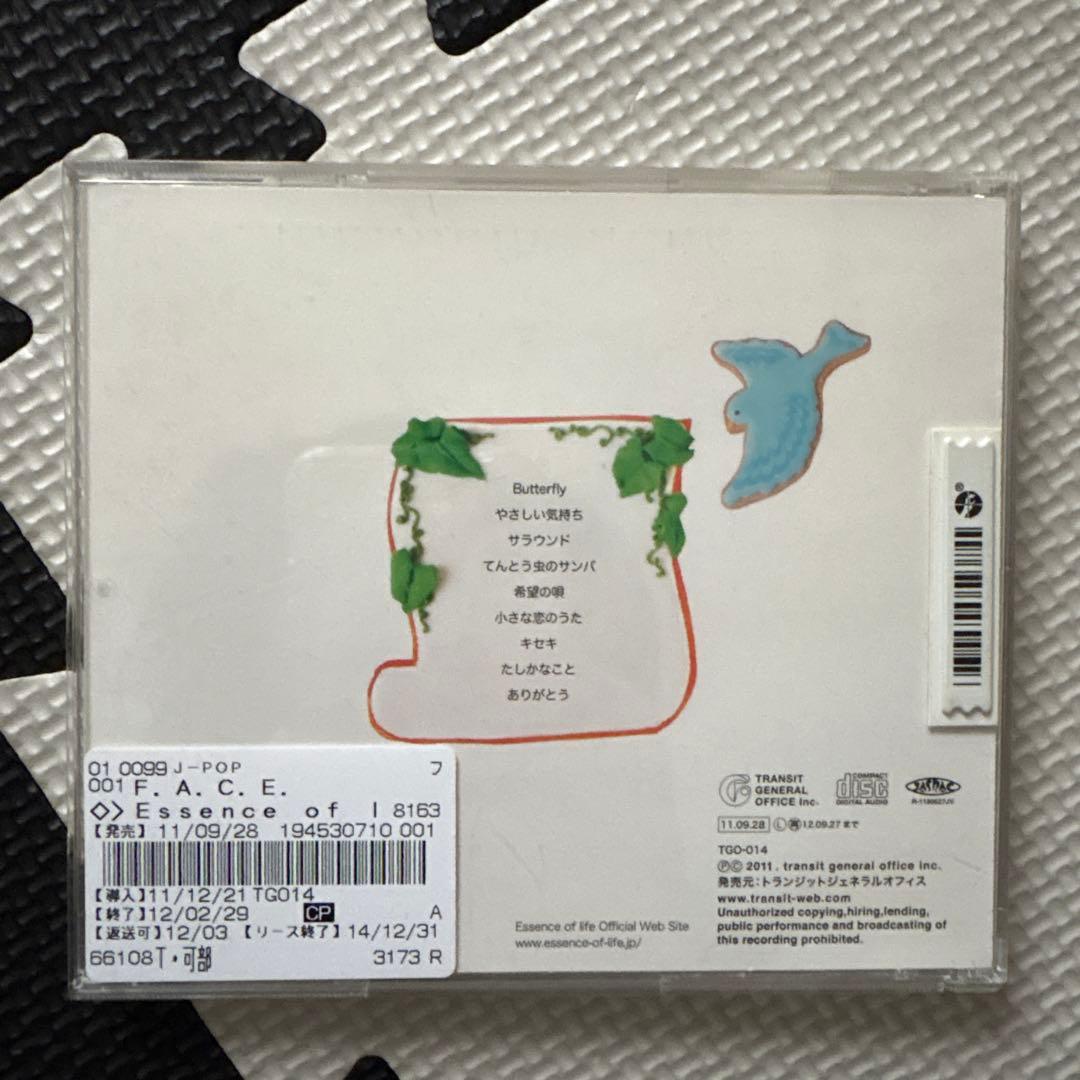 Butterfly
やさしい気持ち
サラウンド
てんとう虫のサンバ
希望の唄
小さな恋のうた
キセキ
たしかなこと
ありがとう
01 0099 J-POP フ
001 F. A. C. E.
◇> Essence of l 8163
【発売】 11/09/28 194530710 001
【導入】11/12/21 TG014
【終了】12/02/29 CP A
【返送可】12/03 【リース終了】14/12/31
66108T・可部 3173 R
Essence of life Official Web Site
www.essence-of-life.jp/
TRANSIT
GENERAL
OFFICE Inc.
COMPACT
disc
DIGITAL AUDIO
JASRAC
R-1180627JV
11.09.28 Ⓛ 再 12.09.27まで
TGO-014
ⓅⒸ 2011. transit general office inc.
発売元:トランジットジェネラルオフィス
www.transit-web.com
Unauthorized copying,hiring,lending,
public performance and broadcasting of
this recording prohibited.
®